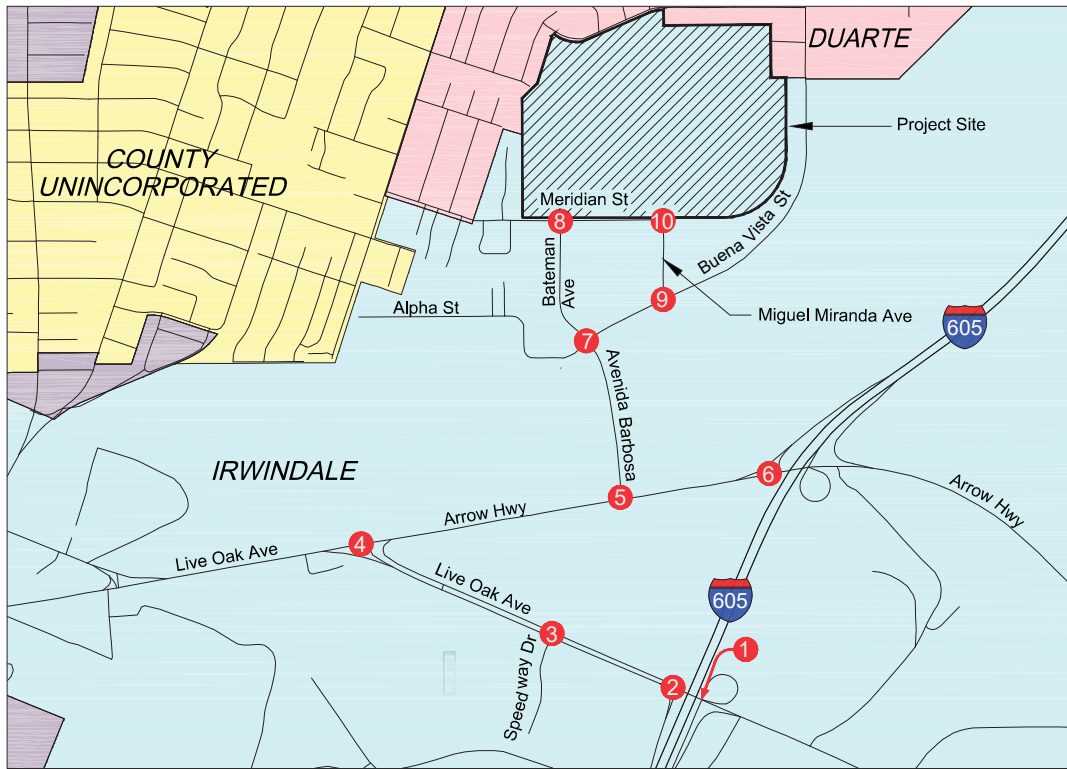 DUARTE
Project Site
COUNTY
UNINCORPORATED
Meridian St
8
10
Bateman
Ave
Buena Vista St
9
Miguel Miranda Ave
Alpha St
605
7
Avenida Barbosa
IRWINDALE
6
5
Arrow Hwy
Arrow Hwy
4
Live Oak Ave
Live Oak Ave
605
3
1
Speedway Dr
2